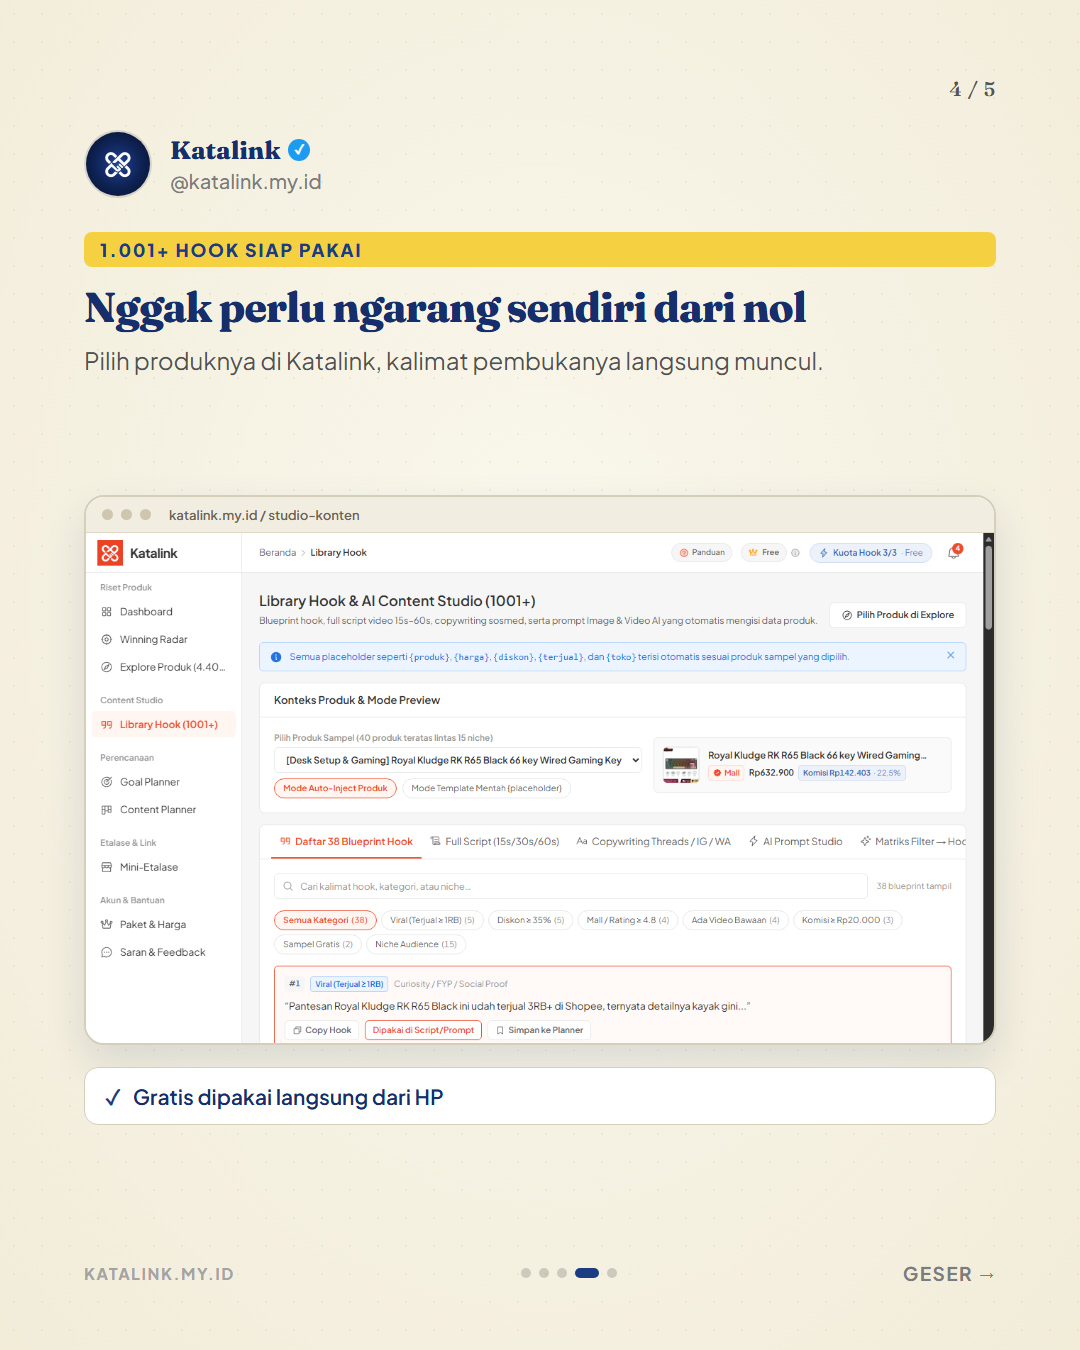 4 / 5
Katalink
@katalink.my.id
1.001+ HOOK SIAP PAKAI
Nggak perlu ngarang sendiri dari nol
Pilih produknya di Katalink, kalimat pembukanya langsung muncul.
katalink.my.id / studio-konten
Katalink
Beranda > Library Hook
Panduan
Free
Kuota Hook 3/3 · Free
4
Riset Produk
Dashboard
Winning Radar
Explore Produk (4.40...
Content Studio
Library Hook (1001+)
Perencanaan
Goal Planner
Content Planner
Etalase & Link
Mini-Etalase
Akun & Bantuan
Paket & Harga
Saran & Feedback
Library Hook & AI Content Studio (1001+)
Blueprint hook, full script video 15s–60s, copywriting sosmed, serta prompt Image & Video AI yang otomatis mengisi data produk.
Pilih Produk di Explore
Semua placeholder seperti {produk}, {harga}, {diskon}, {terjual}, dan {toko} terisi otomatis sesuai produk sampel yang dipilih.
Konteks Produk & Mode Preview
Pilih Produk Sampel (40 produk teratas lintas 15 niche)
[Desk Setup & Gaming] Royal Kludge RK R65 Black 66 key Wired Gaming Key
Mode Auto-Inject Produk
Mode Template Mentah {placeholder}
Royal Kludge RK R65 Black 66 key Wired Gaming...
Mall Rp632.900 Komisi Rp142.403 · 22.5%
Daftar 38 Blueprint Hook
Full Script (15s/30s/60s)
Aa Copywriting Threads / IG / WA
AI Prompt Studio
Matriks Filter → Hoo
Cari kalimat hook, kategori, atau niche...
38 blueprint tampil
Semua Kategori (38)
Viral (Terjual ≥ 1RB) (5)
Diskon ≥ 35% (5)
Mall / Rating ≥ 4.8 (4)
Ada Video Bawaan (4)
Komisi ≥ Rp20.000 (3)
Sampel Gratis (2)
Niche Audience (15)
#1 Viral (Terjual ≥ 1RB) Curiosity / FYP / Social Proof
"Pantesan Royal Kludge RK R65 Black ini udah terjual 3RB+ di Shopee, ternyata detailnya kayak gini..."
Copy Hook
Dipakai di Script/Prompt
Simpan ke Planner
✓ Gratis dipakai langsung dari HP
KATALINK.MY.ID
GESER →